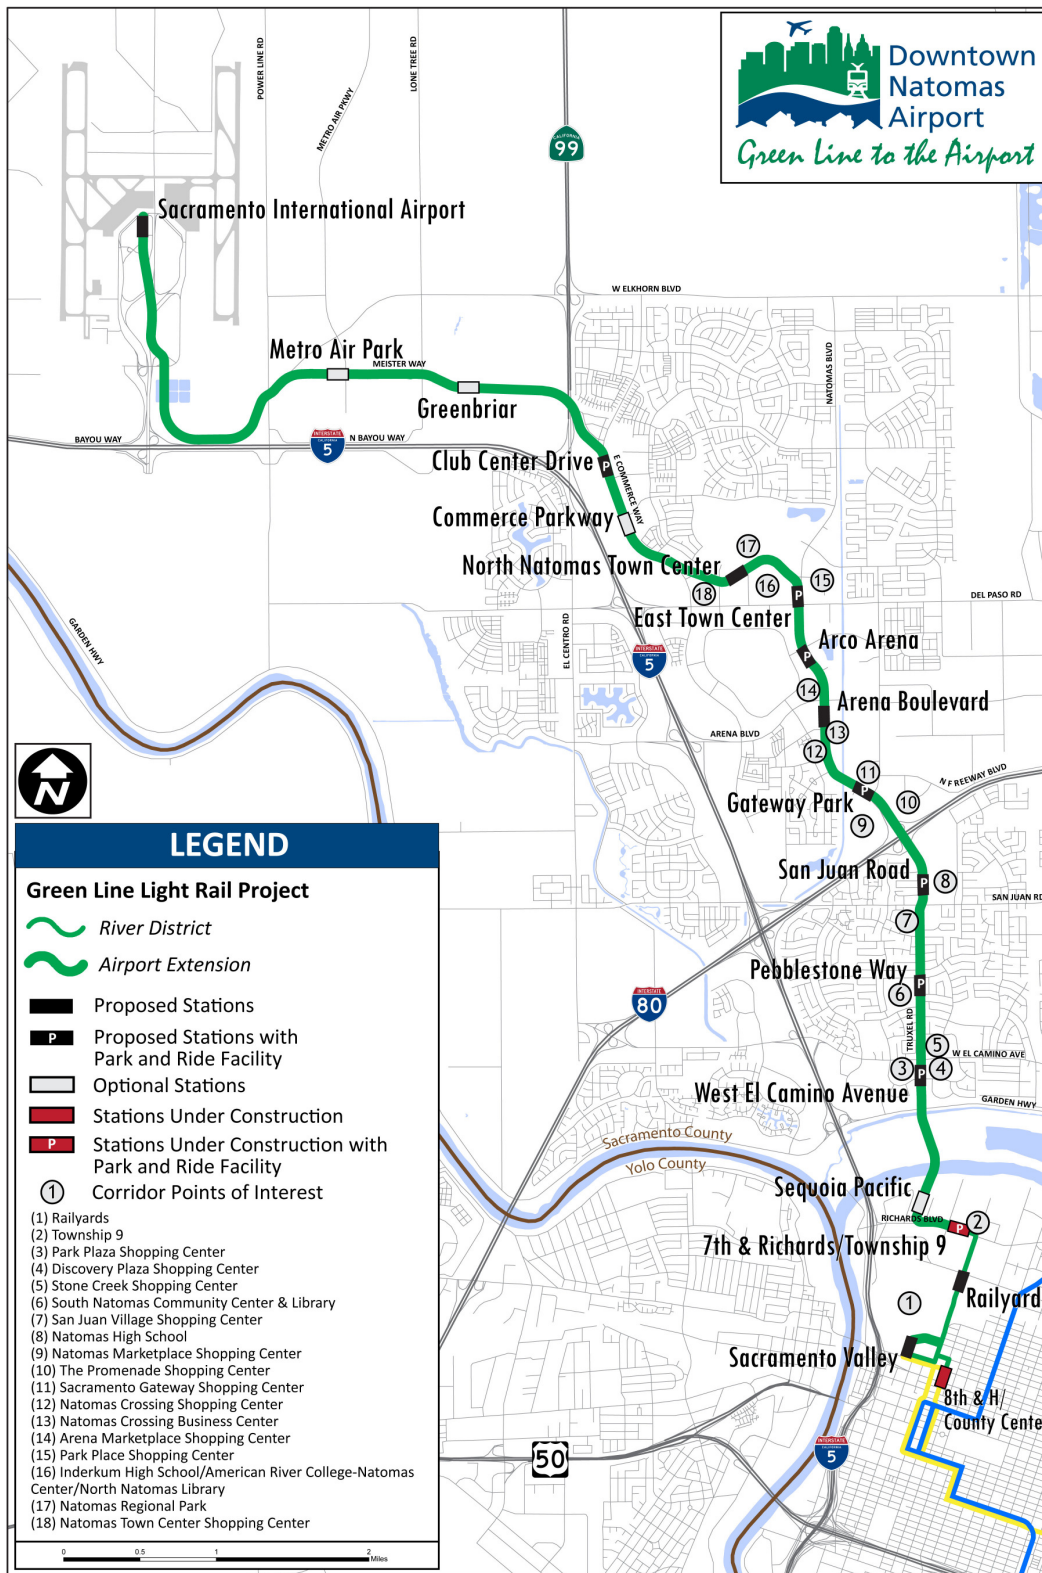 Downtown
Natomas
Airport
Green Line to the Airport
POWER LINE RD
METRO AIR PKWY
LONE TREE RD
CALIFORNIA
99
Sacramento International Airport
W ELKHORN BLVD
NATOMAS BLVD
Metro Air Park
MEISTER WAY
Greenbriar
BAYOU WAY
INTERSTATE
CALIFORNIA
5
N BAYOU WAY
Club Center Drive
P
E COMMERCE WAY
Commerce Parkway
17
North Natomas Town Center
16
15
18
P
DEL PASO RD
East Town Center
GARDEN HWY
EL CENTRO RD
INTERSTATE
CALIFORNIA
5
Arco Arena
P
14
Arena Boulevard
ARENA BLVD
13
12
11
N FREEWAY BLVD
P
Gateway Park
10
9
N
San Juan Road
P
8
SAN JUAN RD
7
Pebblestone Way
P
6
INTERSTATE
80
TRUXEL RD
5
W EL CAMINO AVE
3
P
4
West El Camino Avenue
GARDEN HWY
Sacramento County
Yolo County
Sequoia Pacific
RICHARDS BLVD
P
2
7th & Richards/Township 9
1
Railyard
Sacramento Valley
8th & H/
County Cente
50
INTERSTATE
CALIFORNIA
5
LEGEND
Green Line Light Rail Project
River District
Airport Extension
Proposed Stations
P
Proposed Stations with
Park and Ride Facility
Optional Stations
Stations Under Construction
P
Stations Under Construction with
Park and Ride Facility
1
Corridor Points of Interest
(1) Railyards
(2) Township 9
(3) Park Plaza Shopping Center
(4) Discovery Plaza Shopping Center
(5) Stone Creek Shopping Center
(6) South Natomas Community Center & Library
(7) San Juan Village Shopping Center
(8) Natomas High School
(9) Natomas Marketplace Shopping Center
(10) The Promenade Shopping Center
(11) Sacramento Gateway Shopping Center
(12) Natomas Crossing Shopping Center
(13) Natomas Crossing Business Center
(14) Arena Marketplace Shopping Center
(15) Park Place Shopping Center
(16) Inderkum High School/American River College-Natomas
Center/North Natomas Library
(17) Natomas Regional Park
(18) Natomas Town Center Shopping Center
0 0.5 1 2
Miles